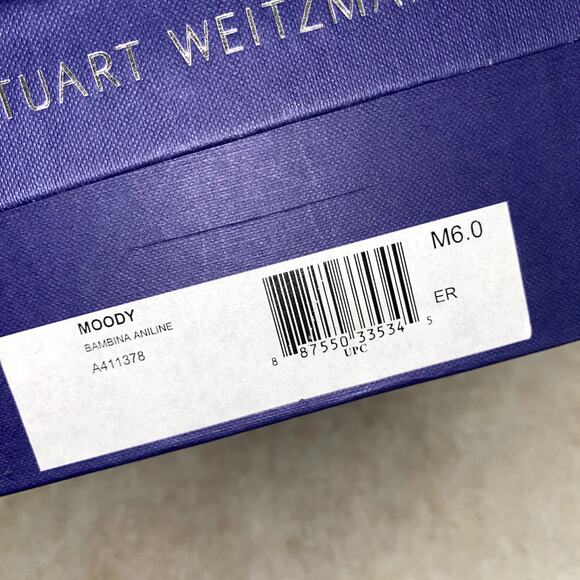 TUART WEITZMA
MOODY
BAMBINA ANILINE
A411378
M6.0
ER
8 87550 33534 5
UPC